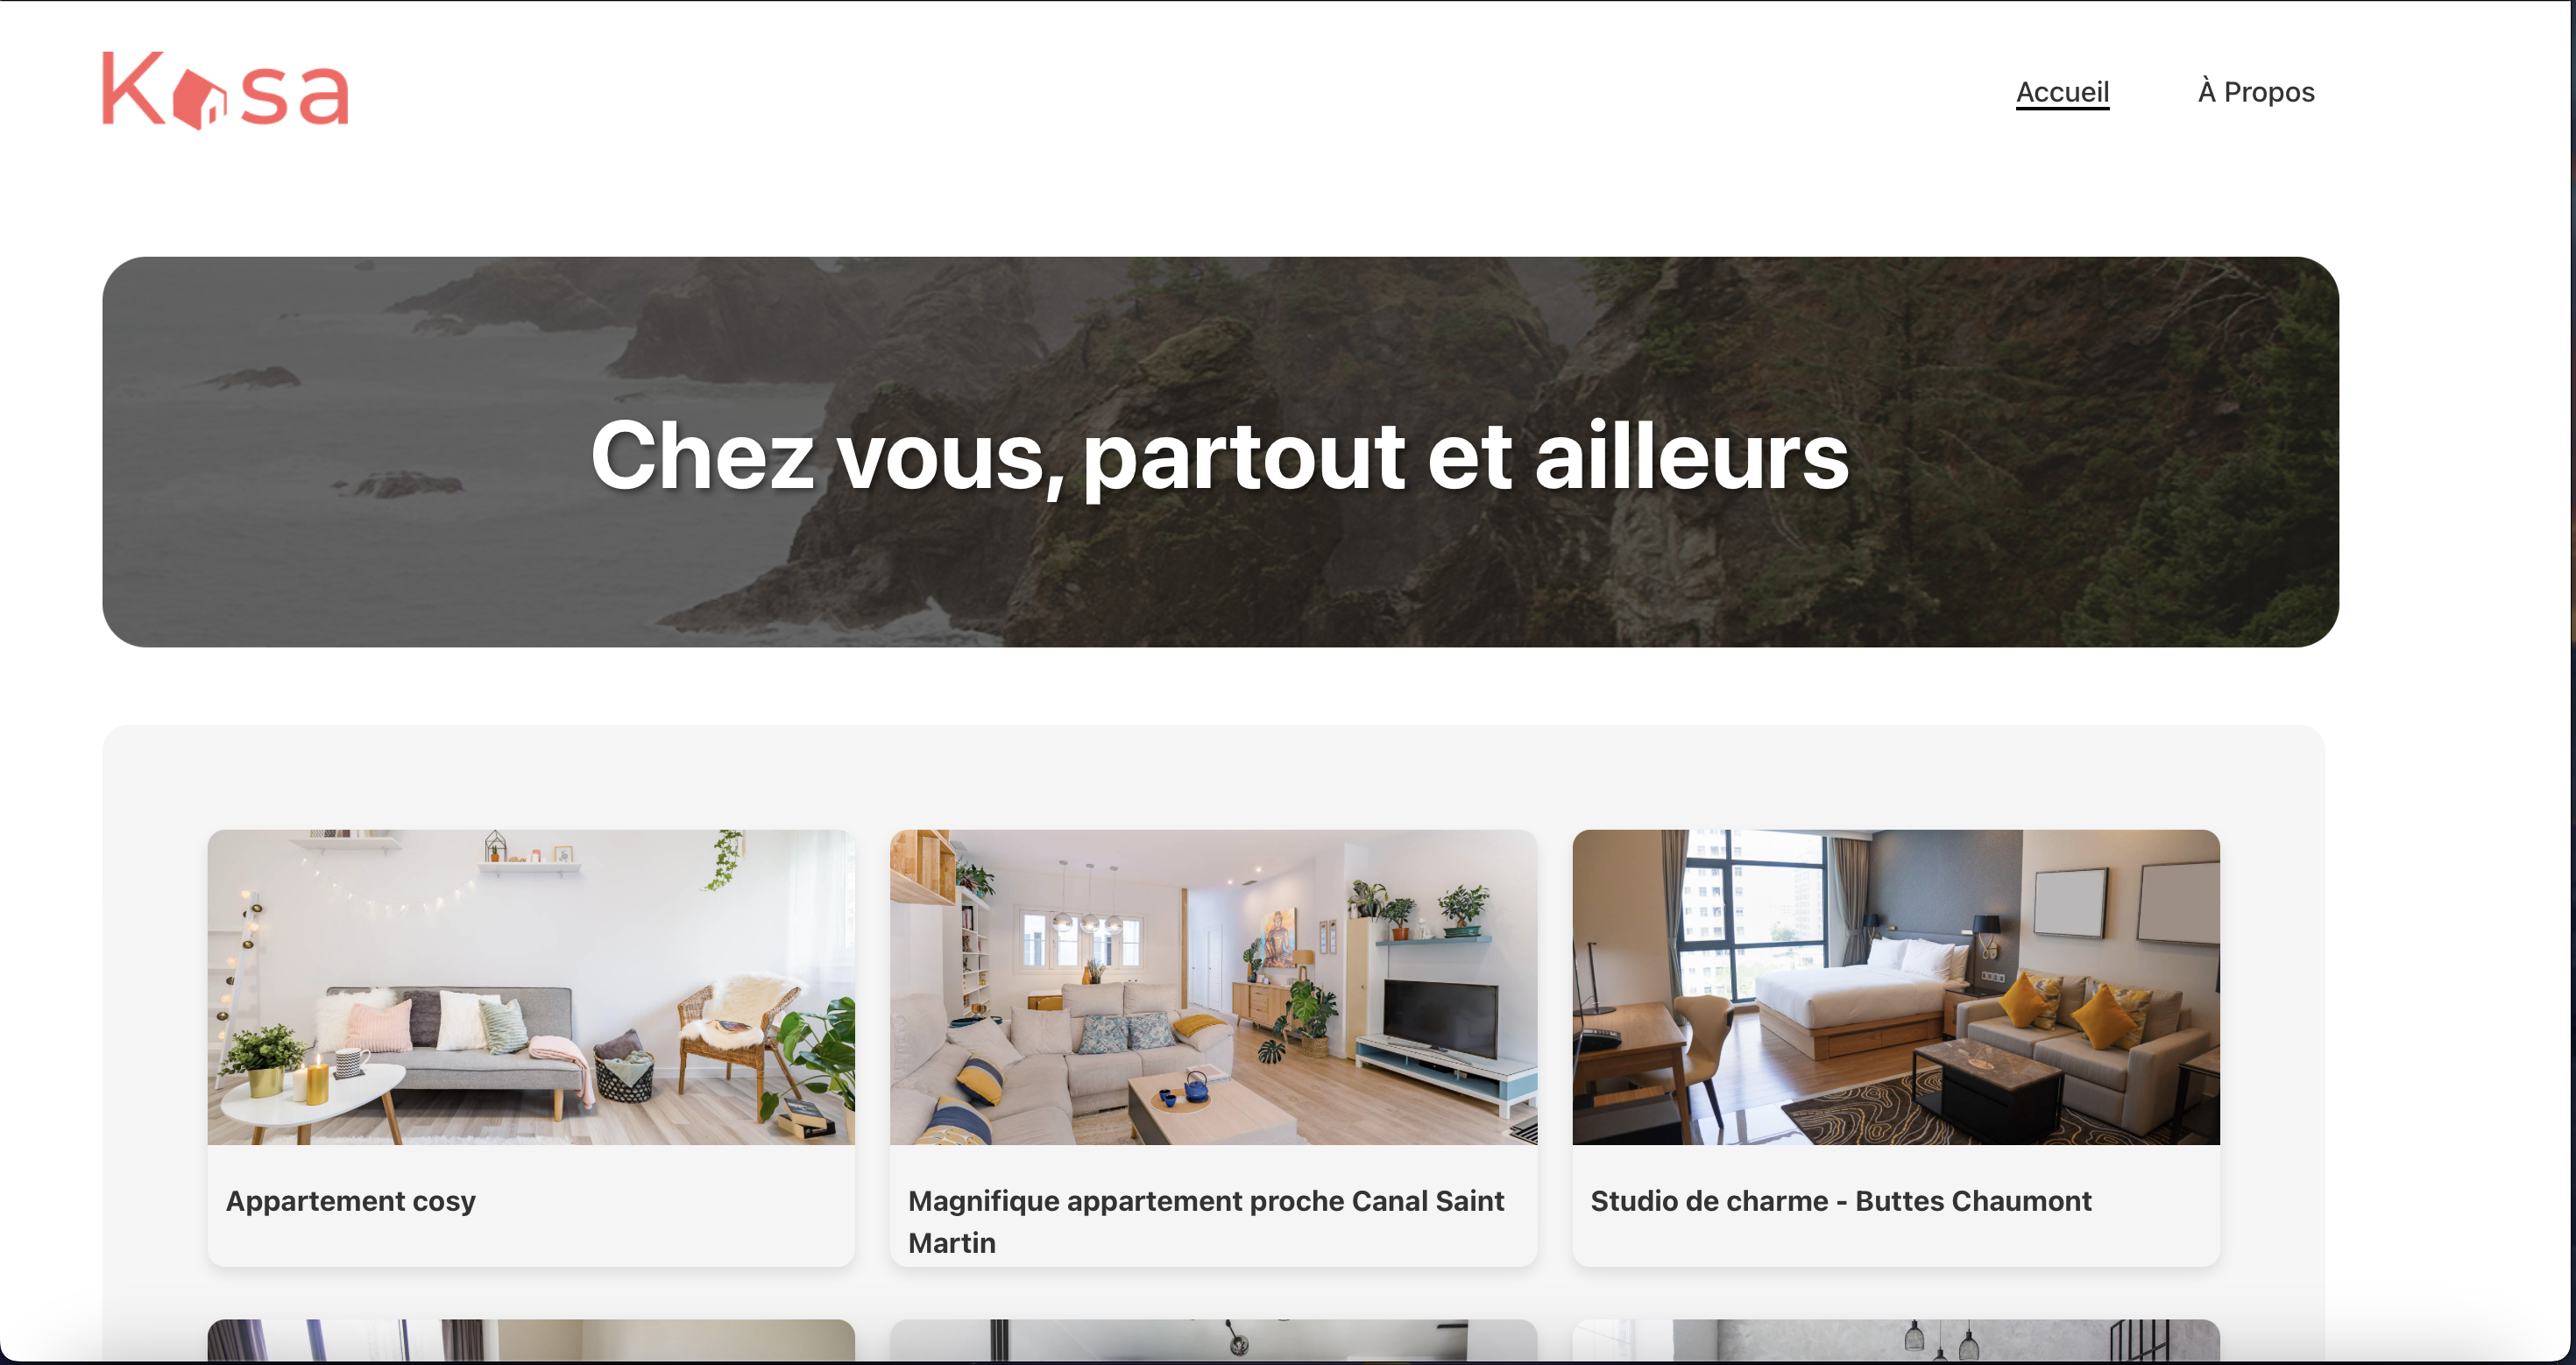 Kasa
Accueil
À Propos
Chez vous, partout et ailleurs
Appartement cosy
Magnifique appartement proche Canal Saint
Martin
Studio de charme - Buttes Chaumont